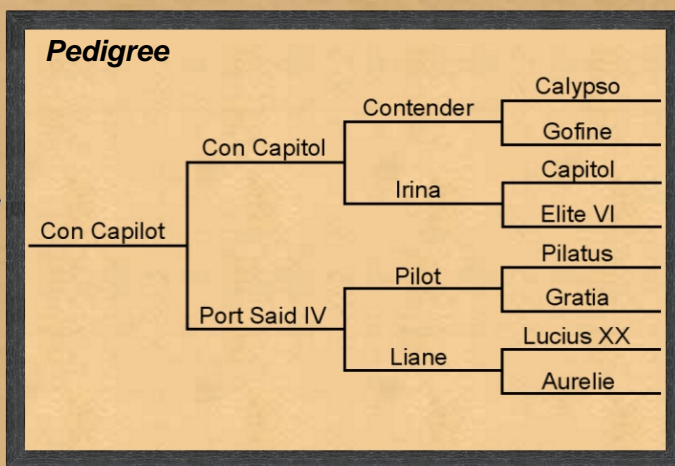 Pedigree
Calypso
Contender
Gofine
Con Capitol
Capitol
Irina
Elite VI
Con Capilot
Pilatus
Pilot
Gratia
Port Said IV
Lucius XX
Liane
Aurelie